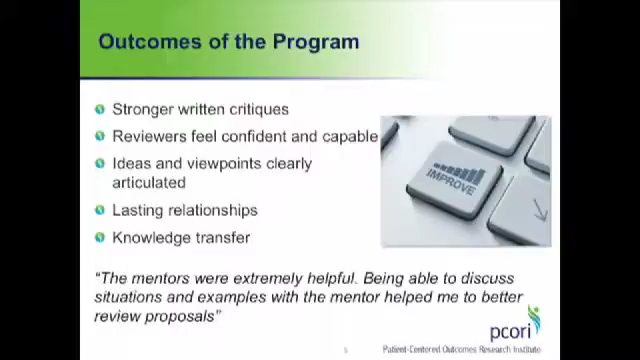 Outcomes of the Program
Stronger written critiques
Reviewers feel confident and capable
Ideas and viewpoints clearly
articulated
Lasting relationships
Knowledge transfer
IMPROVE
“The mentors were extremely helpful. Being able to discuss
situations and examples with the mentor helped me to better
review proposals”
pcori
5
Patient-Centered Outcomes Research Institute